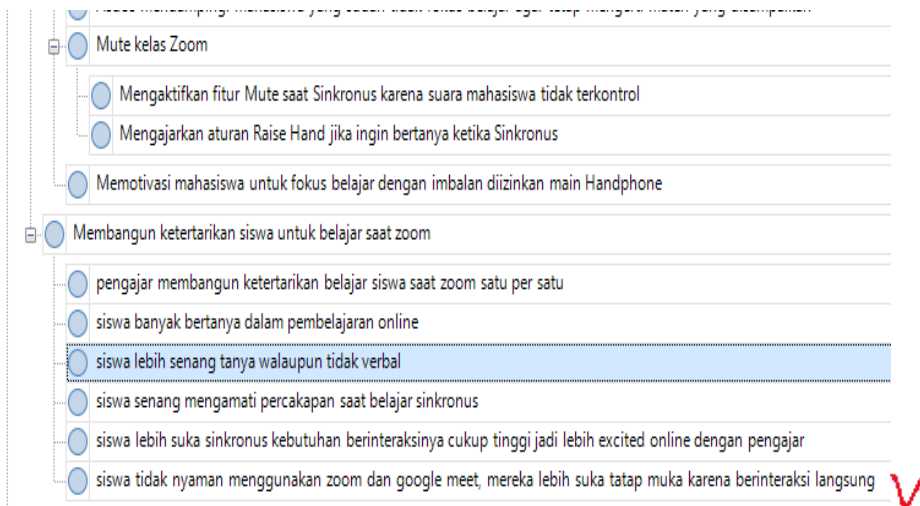 Mute kelas Zoom
Mengaktifkan fitur Mute saat Sinkronus karena suara mahasiswa tidak terkontrol
Mengajarkan aturan Raise Hand jika ingin bertanya ketika Sinkronus
Memotivasi mahasiswa untuk fokus belajar dengan imbalan diizinkan main Handphone
Membangun ketertarikan siswa untuk belajar saat zoom
pengajar membangun ketertarikan belajar siswa saat zoom satu per satu
siswa banyak bertanya dalam pembelajaran online
siswa lebih senang tanya walaupun tidak verbal
siswa senang mengamati percakapan saat belajar sinkronus
siswa lebih suka sinkronus kebutuhan berinteraksinya cukup tinggi jadi lebih excited online dengan pengajar
siswa tidak nyaman menggunakan zoom dan google meet, mereka lebih suka tatap muka karena berinteraksi langsung